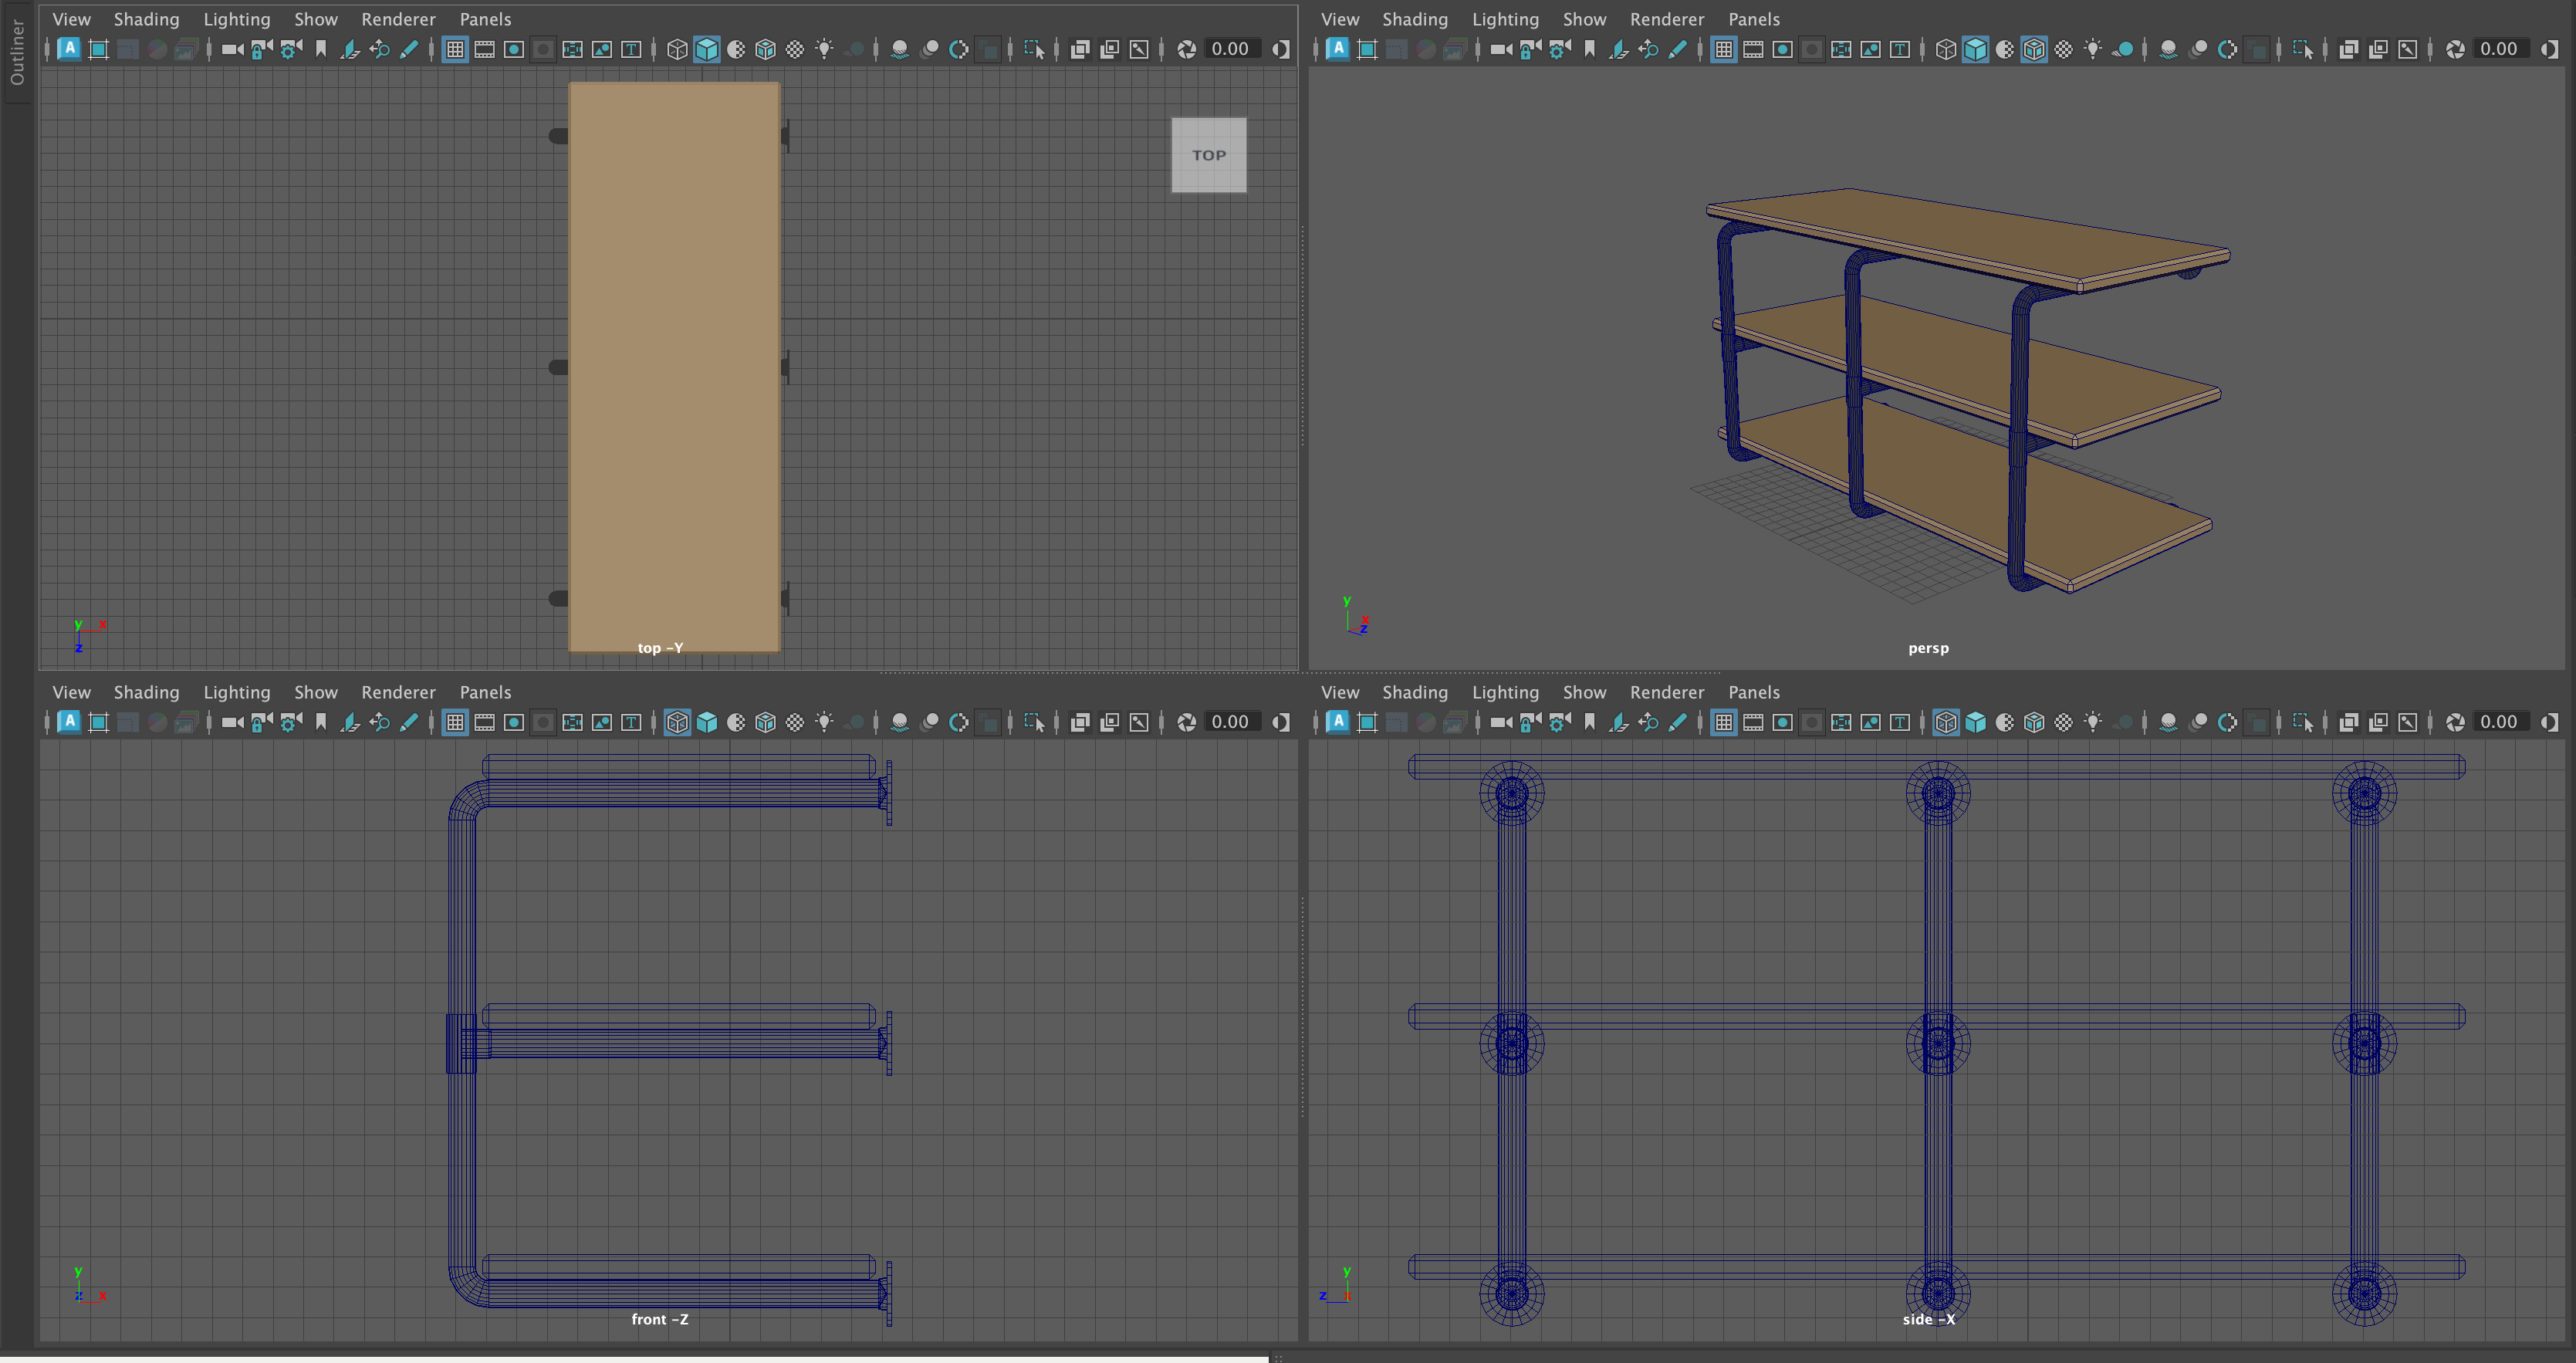 Outliner
View Shading Lighting Show Renderer Panels
A T 0.00
TOP
y x
z
top -Y
View Shading Lighting Show Renderer Panels
A T 0.00
y
x
z
persp
View Shading Lighting Show Renderer Panels
A T 0.00
y
z x
front -Z
View Shading Lighting Show Renderer Panels
A T 0.00
y
z x
side -X